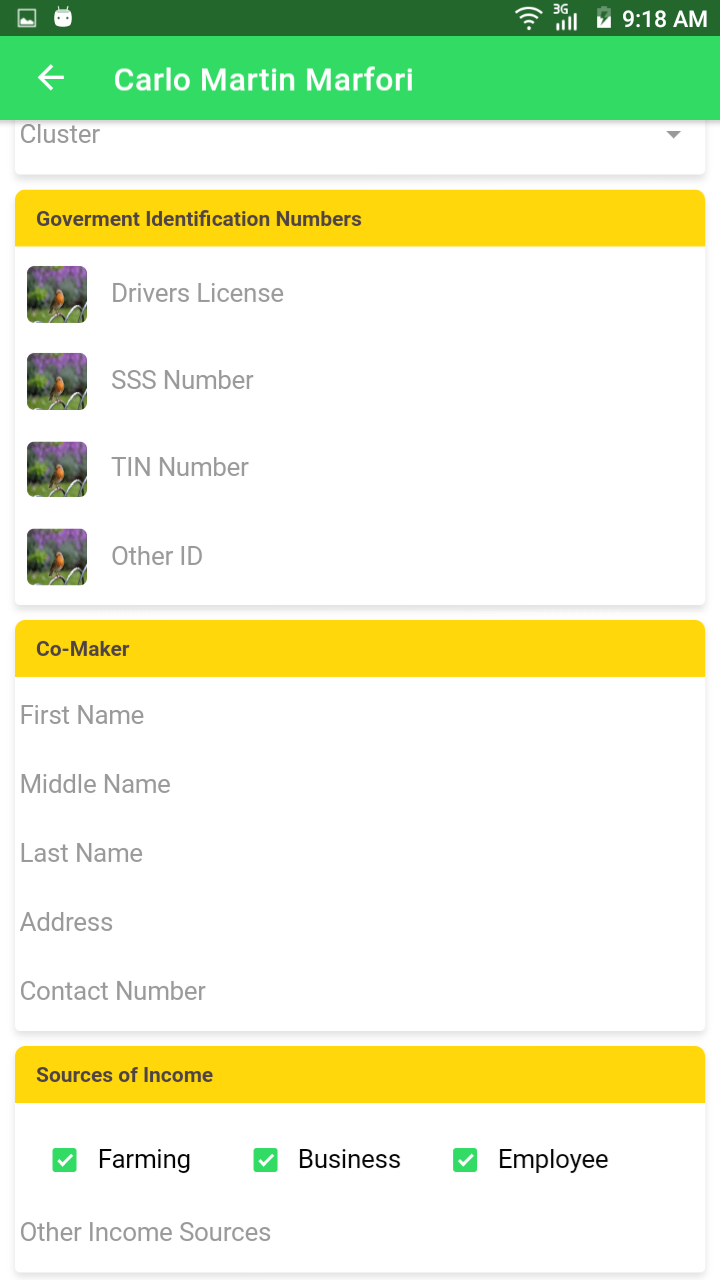 3G 9:18 AM
Carlo Martin Marfori
Cluster
Goverment Identification Numbers
Drivers License
SSS Number
TIN Number
Other ID
Co-Maker
First Name
Middle Name
Last Name
Address
Contact Number
Sources of Income
Farming Business Employee
Other Income Sources